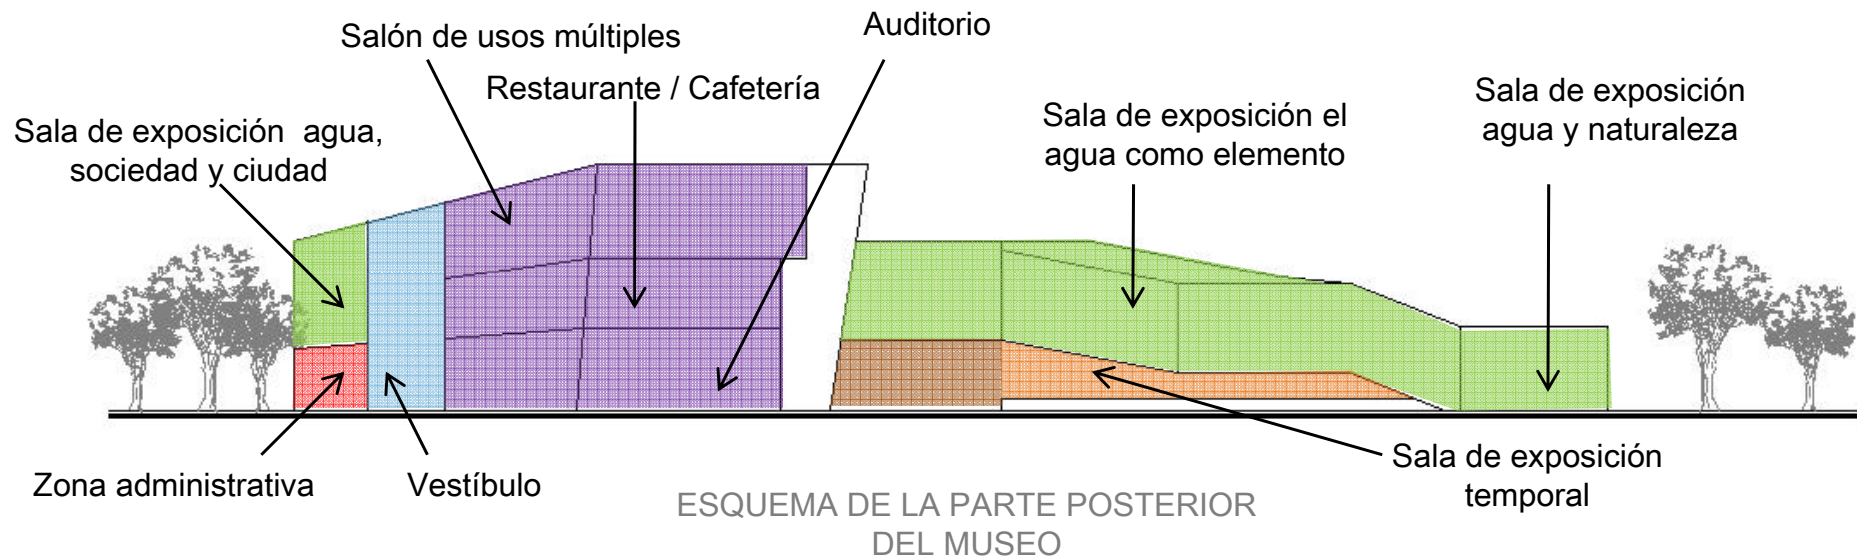 Auditorio
Salón de usos múltiples
Restaurante / Cafetería
Sala de exposición agua,
sociedad y ciudad
Sala de exposición el
agua como elemento
Sala de exposición
agua y naturaleza
Zona administrativa
Vestíbulo
Sala de exposición
temporal
ESQUEMA DE LA PARTE POSTERIOR
DEL MUSEO